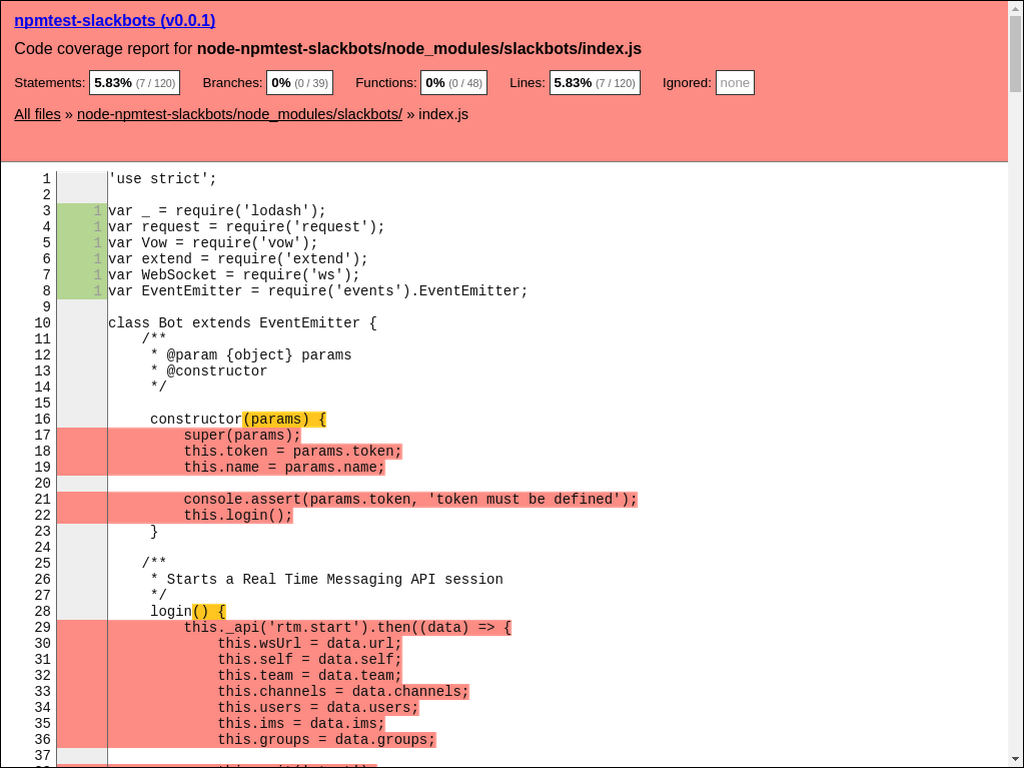 npmtest-slackbots (v0.0.1)
Code coverage report for node-npmtest-slackbots/node_modules/slackbots/index.js
Statements: 5.83% (7 / 120) Branches: 0% (0 / 39) Functions: 0% (0 / 48) Lines: 5.83% (7 / 120) Ignored: none
All files » node-npmtest-slackbots/node_modules/slackbots/ » index.js
1 'use strict';
2
3 1 var _ = require('lodash');
4 1 var request = require('request');
5 1 var Vow = require('vow');
6 1 var extend = require('extend');
7 1 var WebSocket = require('ws');
8 1 var EventEmitter = require('events').EventEmitter;
9
10 class Bot extends EventEmitter {
11 /**
12 * @param {object} params
13 * @constructor
14 */
15
16 constructor(params) {
17 super(params);
18 this.token = params.token;
19 this.name = params.name;
20
21 console.assert(params.token, 'token must be defined');
22 this.login();
23 }
24
25 /**
26 * Starts a Real Time Messaging API session
27 */
28 login() {
29 this._api('rtm.start').then((data) => {
30 this.wsUrl = data.url;
31 this.self = data.self;
32 this.team = data.team;
33 this.channels = data.channels;
34 this.users = data.users;
35 this.ims = data.ims;
36 this.groups = data.groups;
37